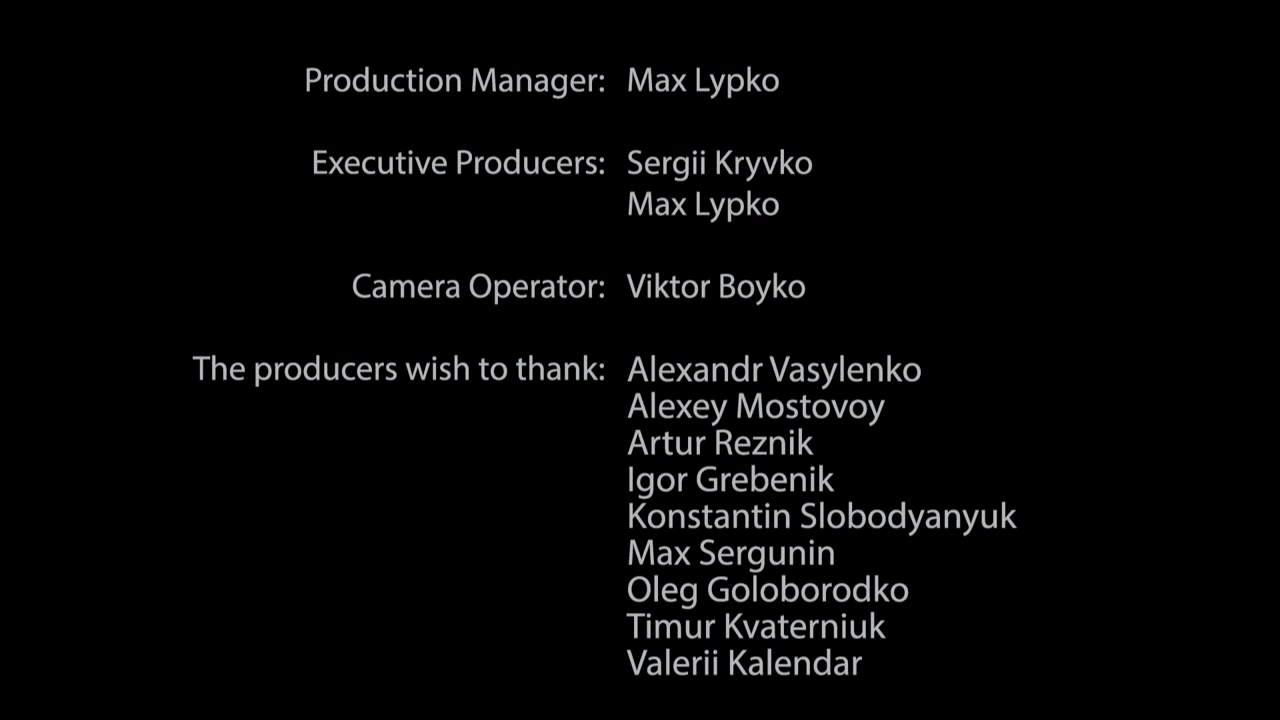 Production Manager: Max Lypko
Executive Producers: Sergii Kryvko
Max Lypko
Camera Operator: Viktor Boyko
The producers wish to thank: Alexandr Vasylenko
Alexey Mostovoy
Artur Reznik
Igor Grebenik
Konstantin Slobodyanyuk
Max Sergunin
Oleg Goloborodko
Timur Kvaterniuk
Valerii Kalendar